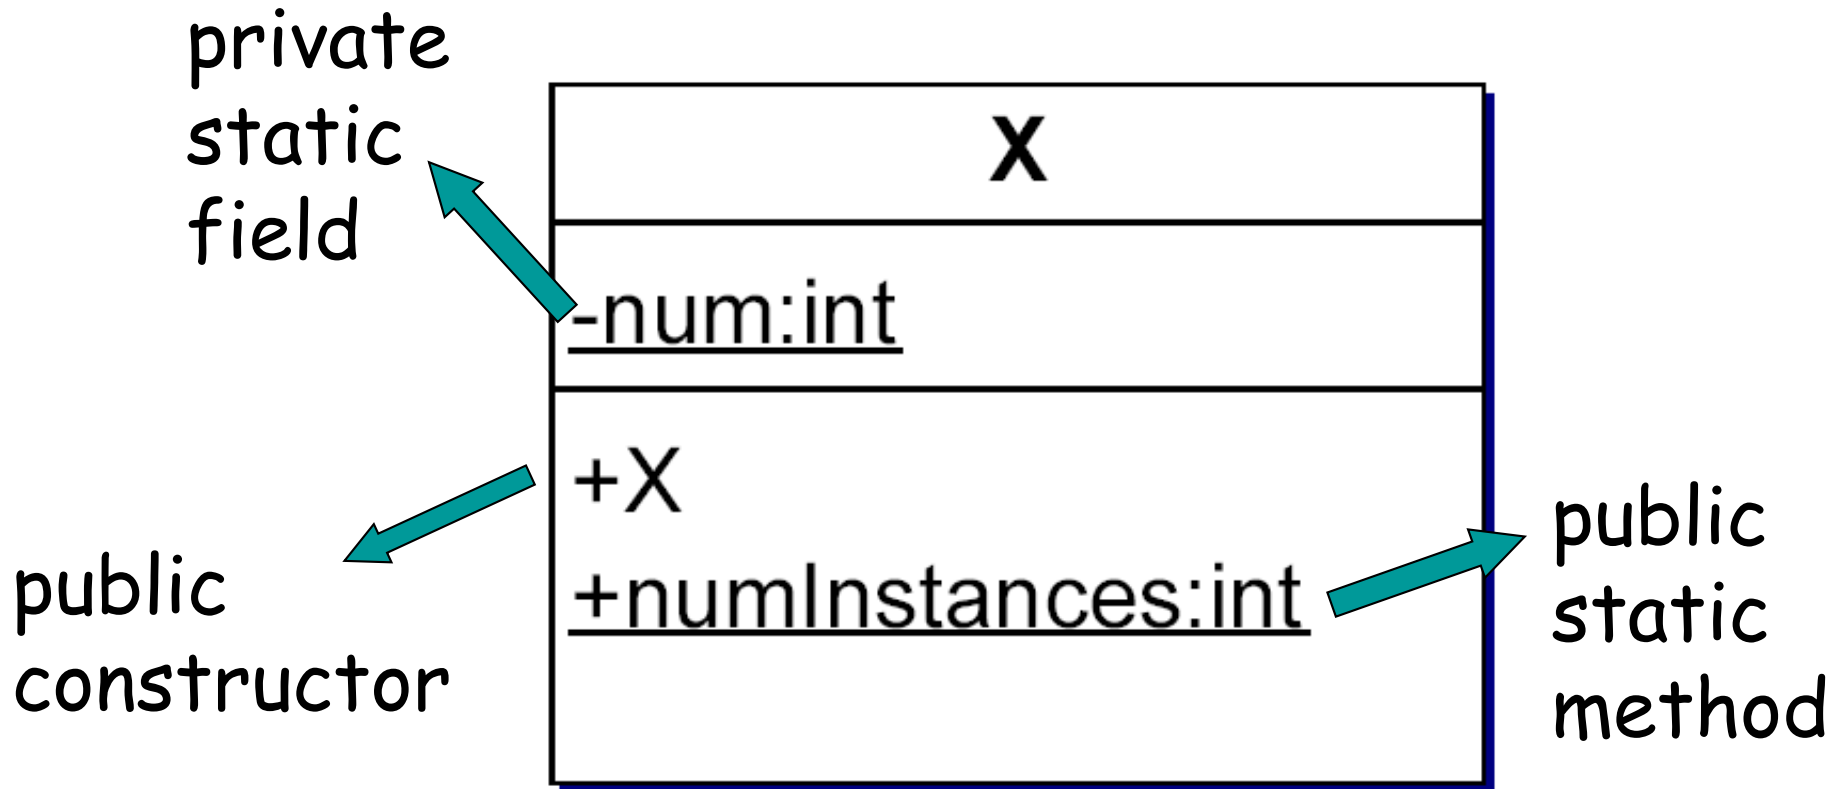 private
static
field
X
-num:int
+X
+numInstances:int
public
constructor
public
static
method